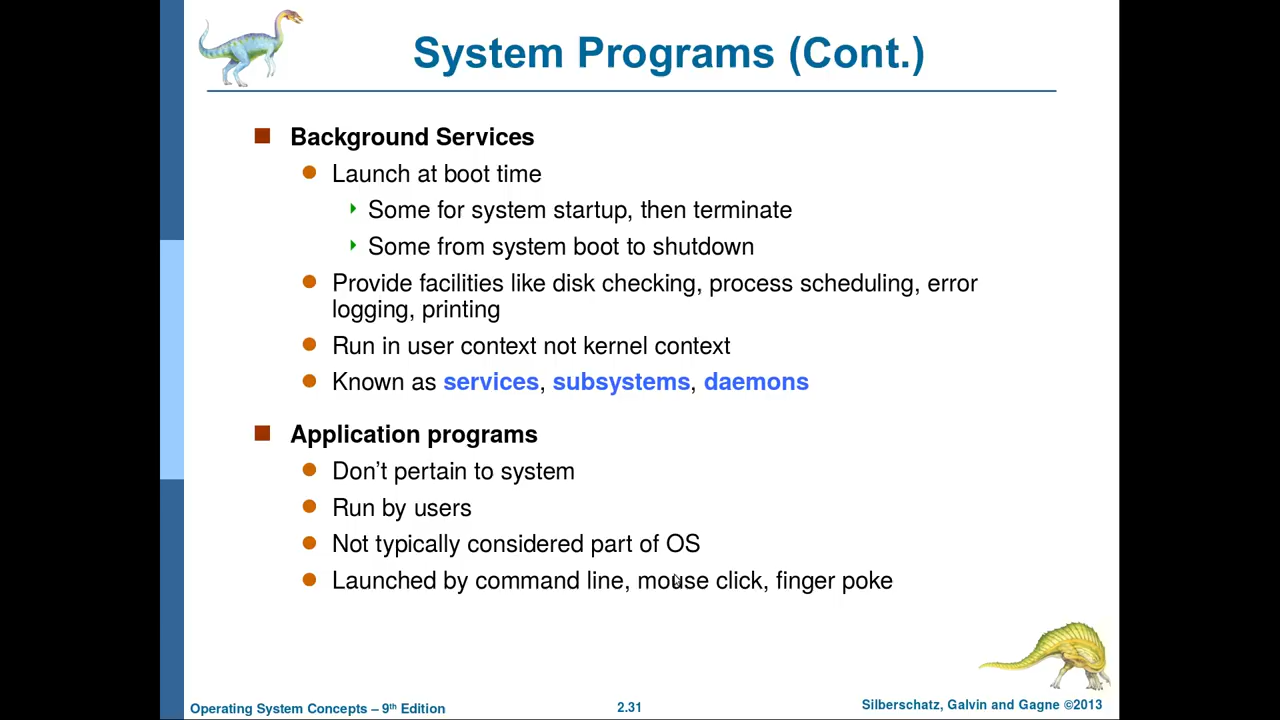 System Programs (Cont.)
Background Services
Launch at boot time
Some for system startup, then terminate
Some from system boot to shutdown
Provide facilities like disk checking, process scheduling, error
logging, printing
Run in user context not kernel context
Known as services, subsystems, daemons
Application programs
Don’t pertain to system
Run by users
Not typically considered part of OS
Launched by command line, mouse click, finger poke
Operating System Concepts – 9th Edition
2.31
Silberschatz, Galvin and Gagne ©2013